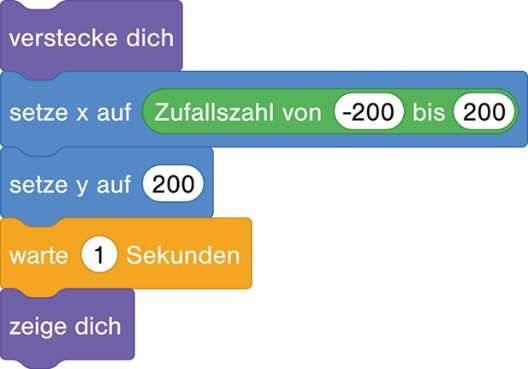 verstecke dich
setze x auf Zufallszahl von -200 bis 200
setze y auf 200
warte 1 Sekunden
zeige dich